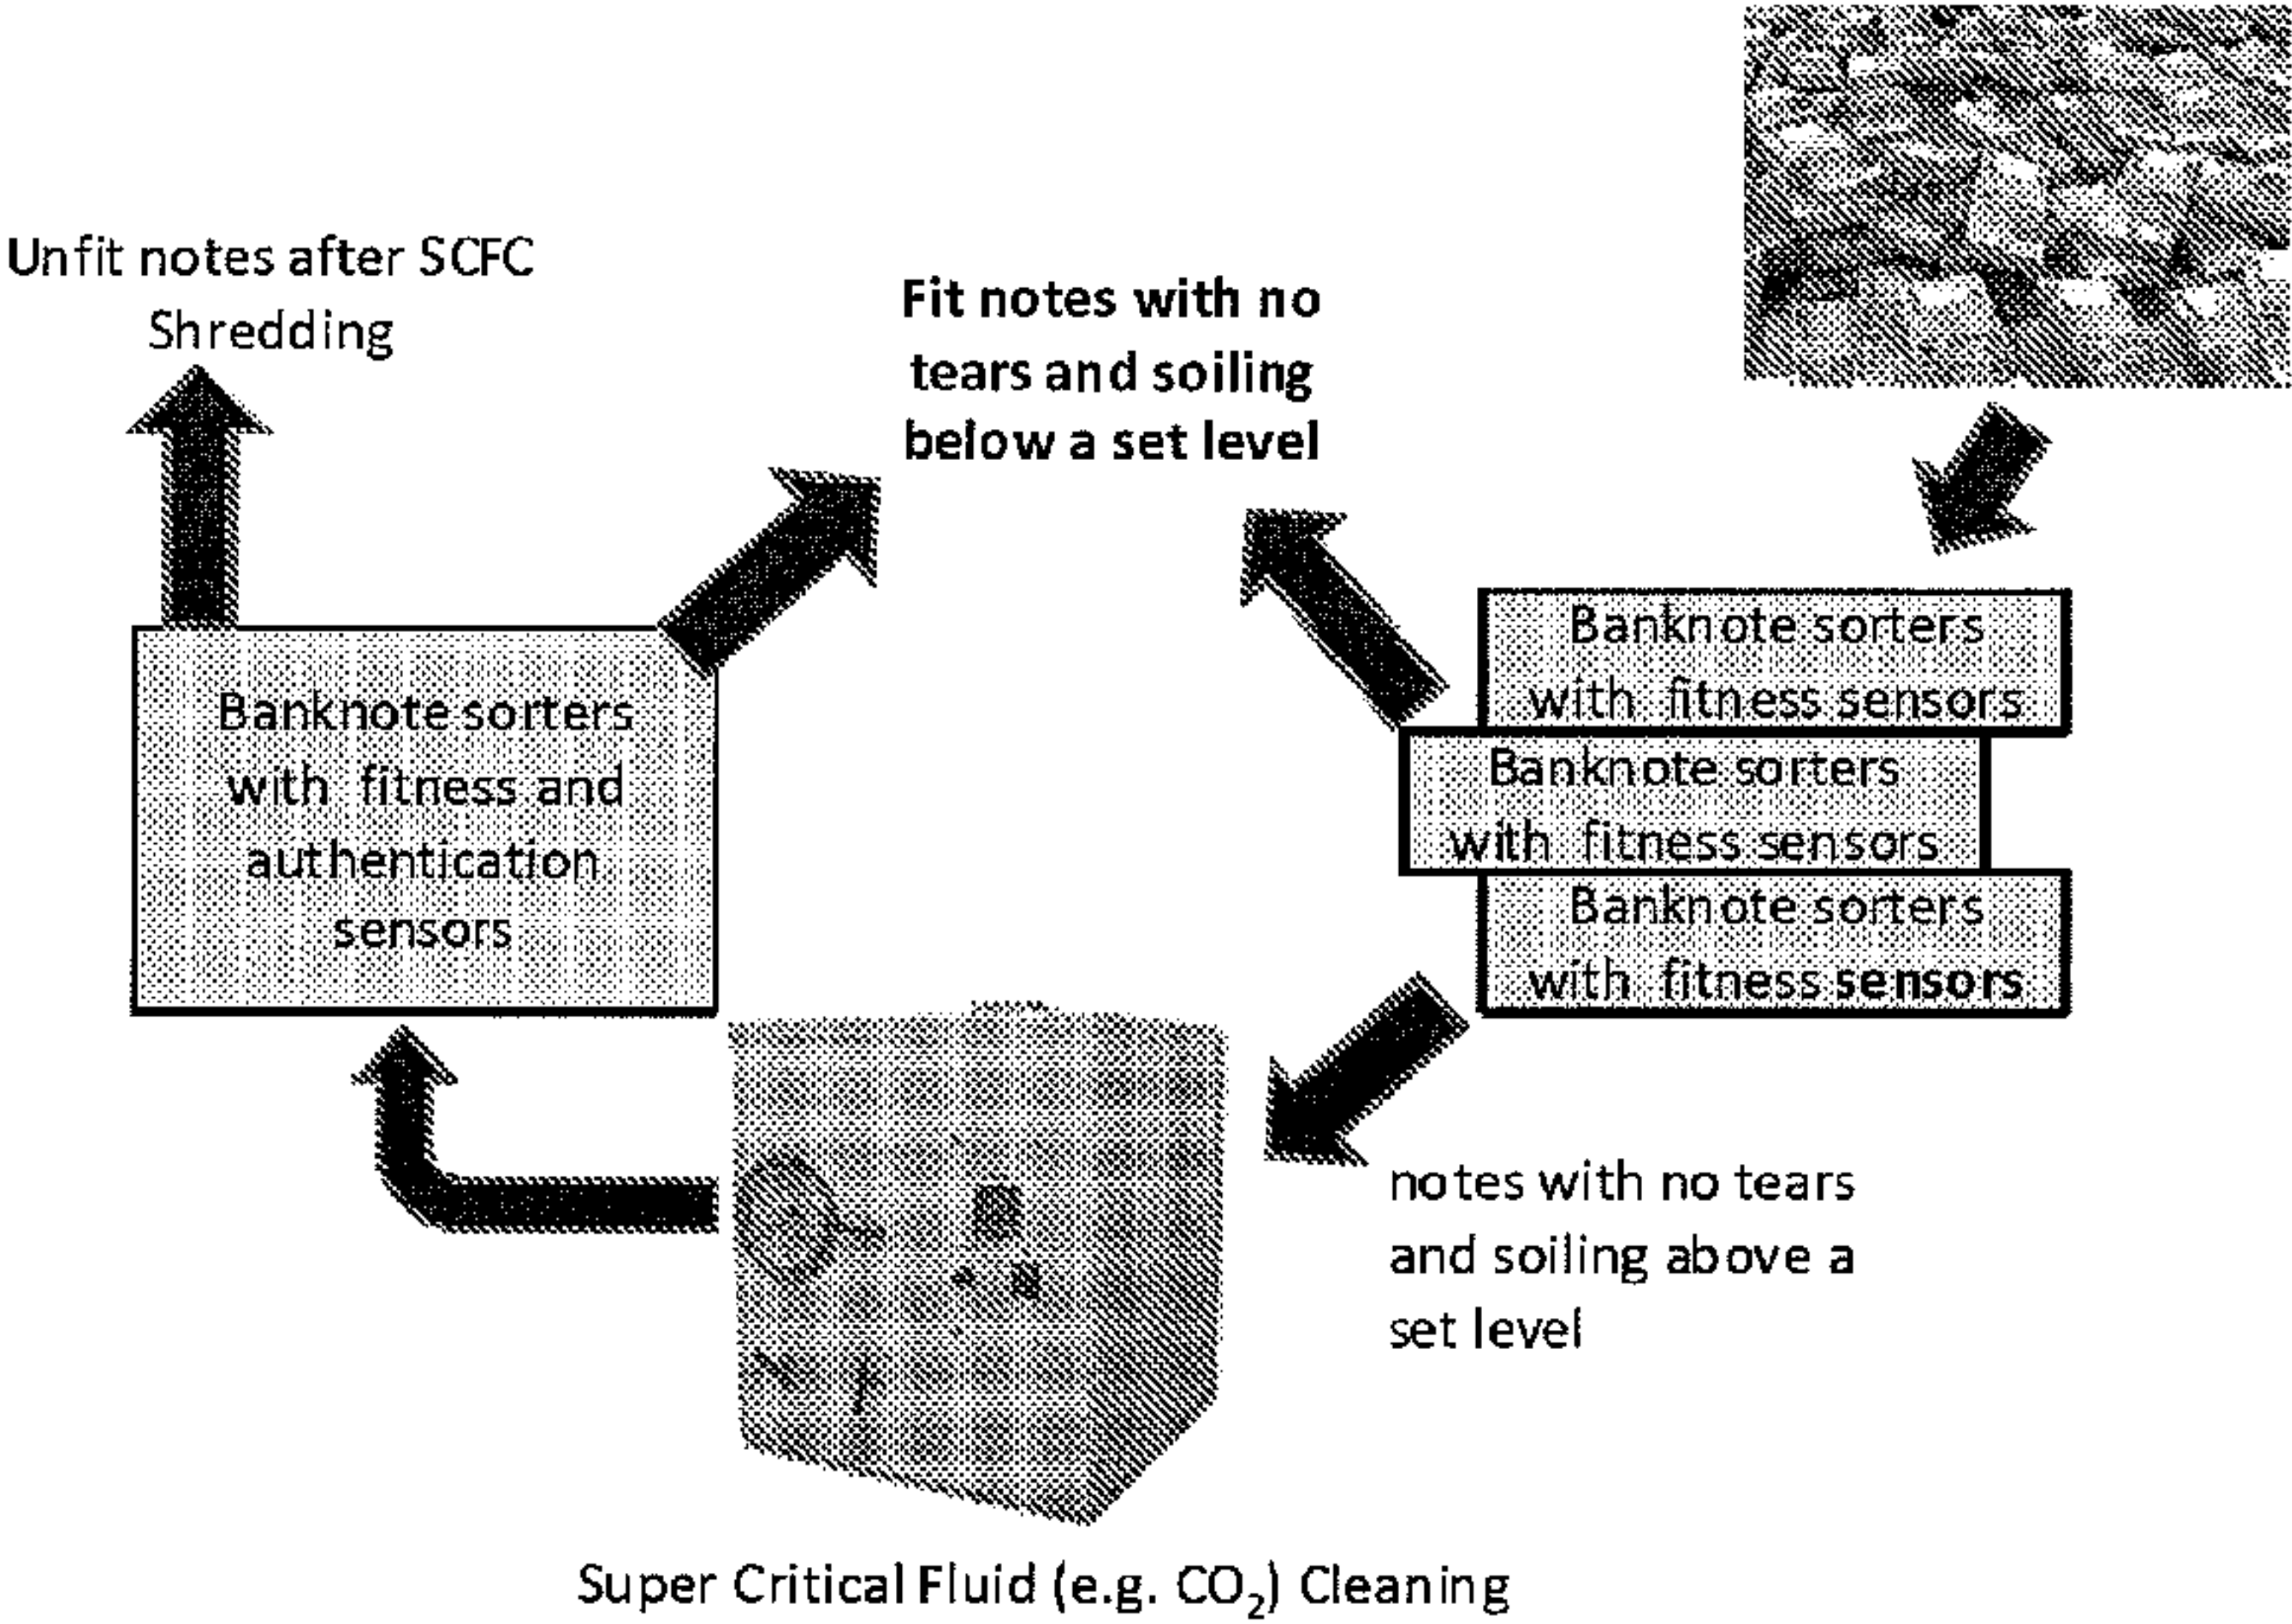 Unfit notes after SCFC
Shredding
Fit notes with no
tears and soiling
below a set level
Banknote sorters
with fitness and
authentication
sensors
Banknote sorters
with fitness sensors
Banknote sorters
with fitness sensors
Banknote sorters
with fitness sensors
notes with no tears
and soiling above a
set level
Super Critical Fluid (e.g. CO₂) Cleaning